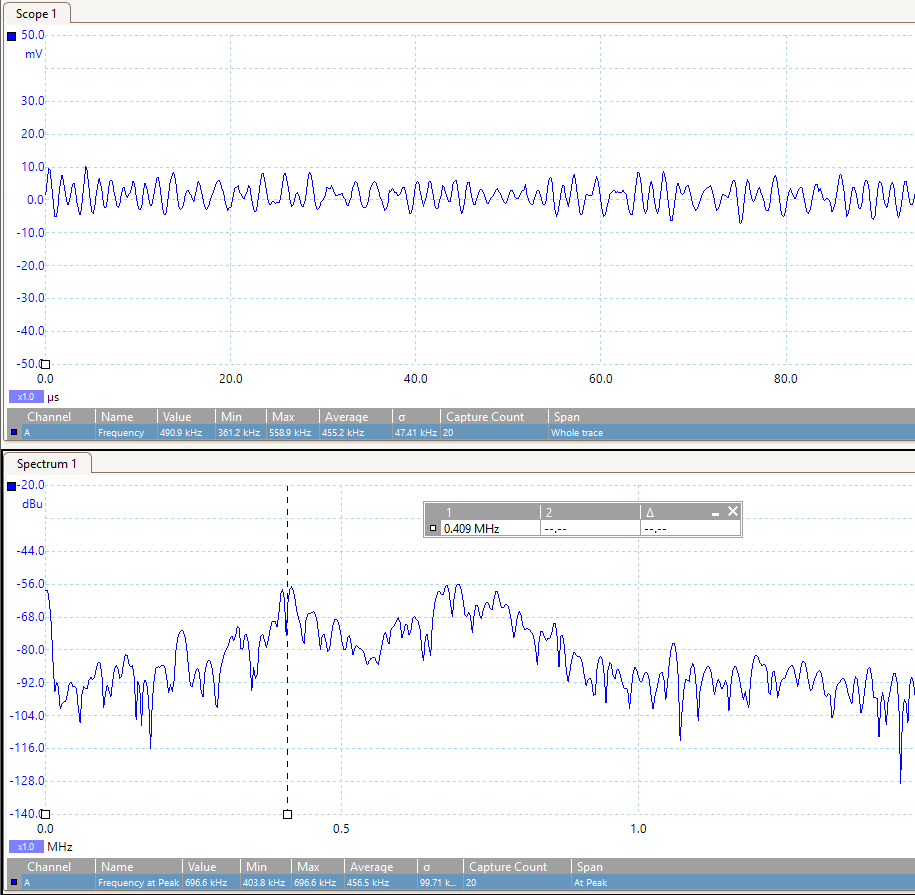 Scope 1
50.0
mV
30.0
20.0
10.0
0.0
-10.0
-20.0
-30.0
-40.0
-50.0
0.0 20.0 40.0 60.0 80.0
x1.0 µs
Channel Name Value Min Max Average σ Capture Count Span
A Frequency 490.9 kHz 361.2 kHz 558.9 kHz 455.2 kHz 47.41 kHz 20 Whole trace
Spectrum 1
-20.0
dBu
1 2 Δ
0.409 MHz --.-- --.--
-44.0
-56.0
-68.0
-80.0
-92.0
-104.0
-116.0
-128.0
-140.0
0.0 0.5 1.0
x1.0 MHz
Channel Name Value Min Max Average σ Capture Count Span
A Frequency at Peak 696.6 kHz 403.8 kHz 696.6 kHz 456.5 kHz 99.71 k... 20 At Peak